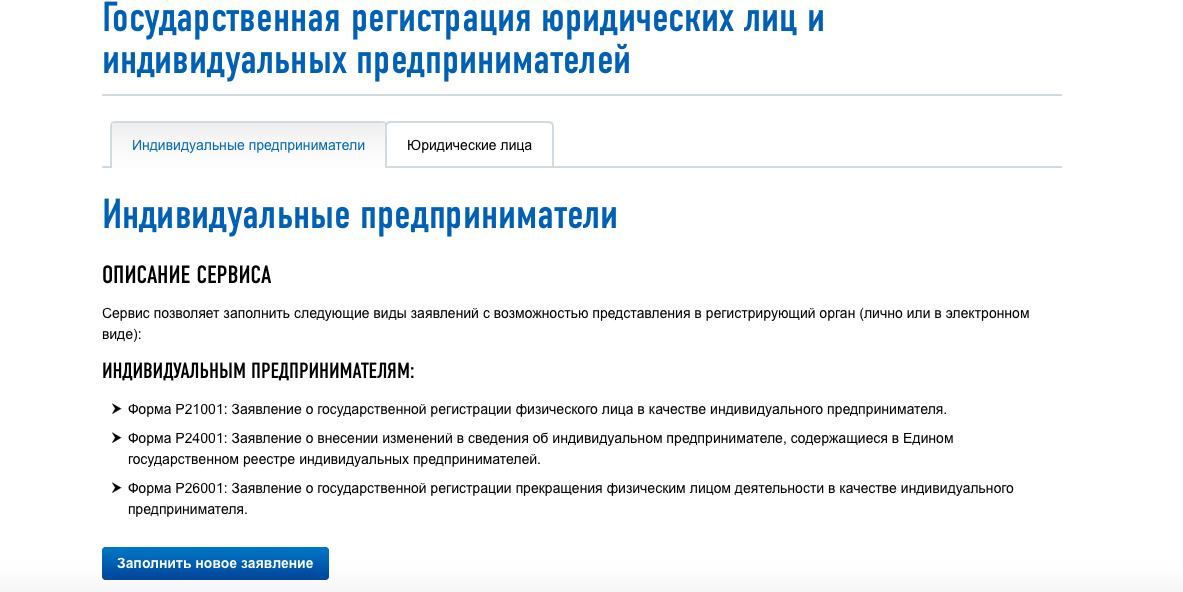 Государственная регистрация юридических лиц и
индивидуальных предпринимателей
Индивидуальные предприниматели
Юридические лица
Индивидуальные предприниматели
ОПИСАНИЕ СЕРВИСА
Сервис позволяет заполнить следующие виды заявлений с возможностью представления в регистрирующий орган (лично или в электронном
виде):
ИНДИВИДУАЛЬНЫМ ПРЕДПРИНИМАТЕЛЯМ:
➤ Форма Р21001: Заявление о государственной регистрации физического лица в качестве индивидуального предпринимателя.
➤ Форма Р24001: Заявление о внесении изменений в сведения об индивидуальном предпринимателе, содержащиеся в Едином
государственном реестре индивидуальных предпринимателей.
➤ Форма Р26001: Заявление о государственной регистрации прекращения физическим лицом деятельности в качестве индивидуального
предпринимателя.
Заполнить новое заявление